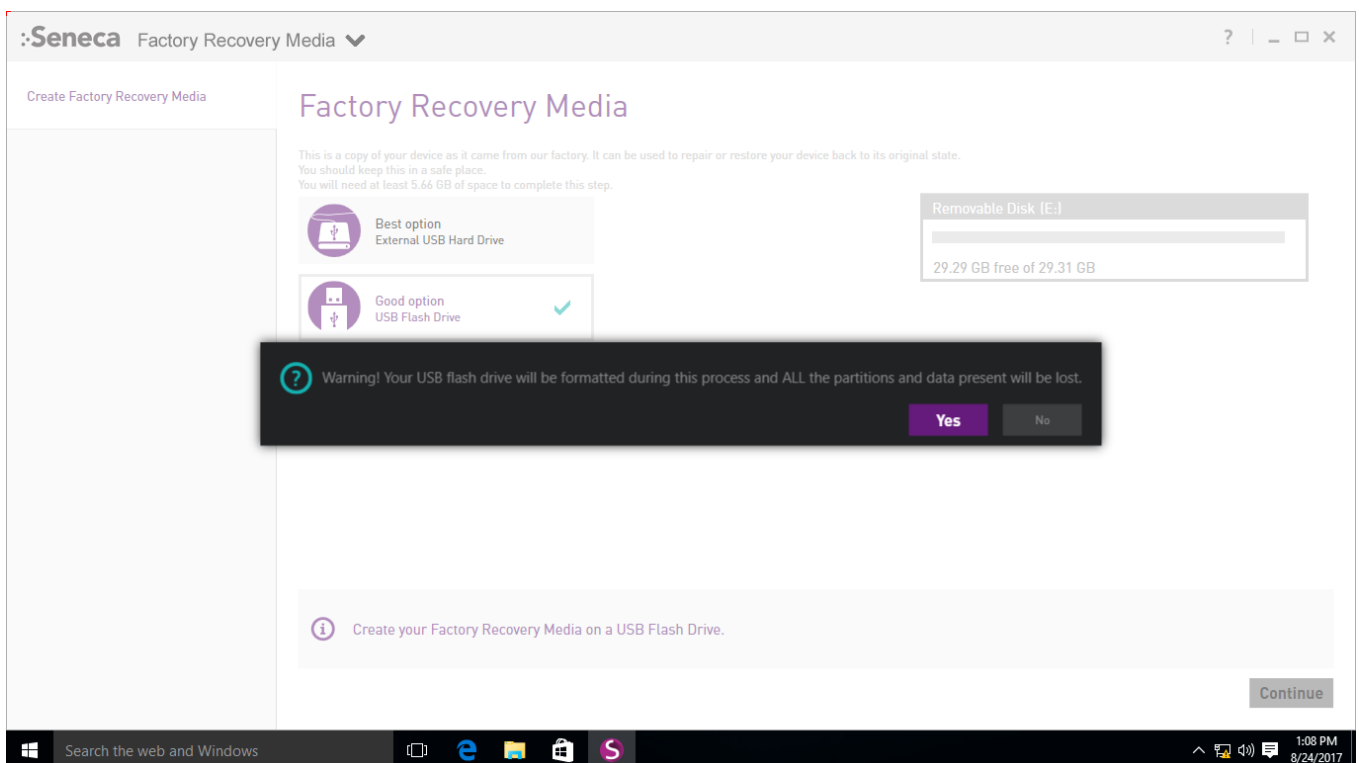 :·Seneca Factory Recovery Media
?
Create Factory Recovery Media
Factory Recovery Media
This is a copy of your device as it came from our factory. It can be used to repair or restore your device back to its original state.
You should keep this in a safe place.
You will need at least 5.66 GB of space to complete this step.
Best option
External USB Hard Drive
Removable Disk (E:)
29.29 GB free of 29.31 GB
Good option
USB Flash Drive
? Warning! Your USB flash drive will be formatted during this process and ALL the partitions and data present will be lost.
Yes No
i Create your Factory Recovery Media on a USB Flash Drive.
Continue
Search the web and Windows
S
1:08 PM
8/24/2017